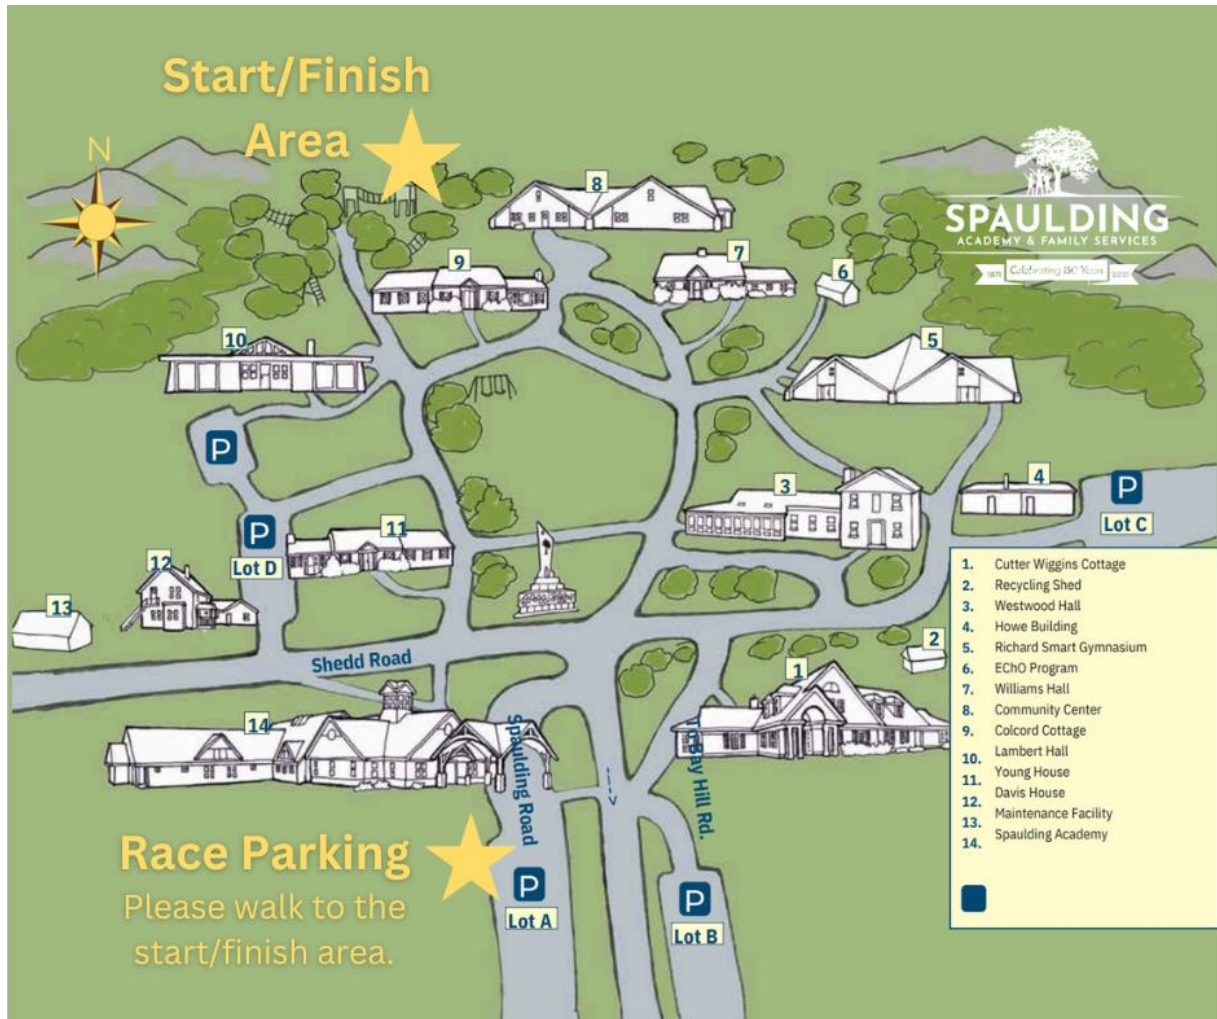 Start/Finish
Area
N
SPAULDING
ACADEMY & FAMILY SERVICES
1871 Celebrating 150 Years 2021
8
9
7
6
10
5
P
3
4
P
Lot C
P
Lot D
11
12
13
Shedd Road
2
1
14
Spaulding Road
To Bay Hill Rd.
Race Parking
Please walk to the
start/finish area.
P
Lot A
P
Lot B
1. Cutter Wiggins Cottage
2. Recycling Shed
3. Westwood Hall
4. Howe Building
5. Richard Smart Gymnasium
6. EChO Program
7. Williams Hall
8. Community Center
9. Colcord Cottage
10. Lambert Hall
11. Young House
12. Davis House
13. Maintenance Facility
14. Spaulding Academy